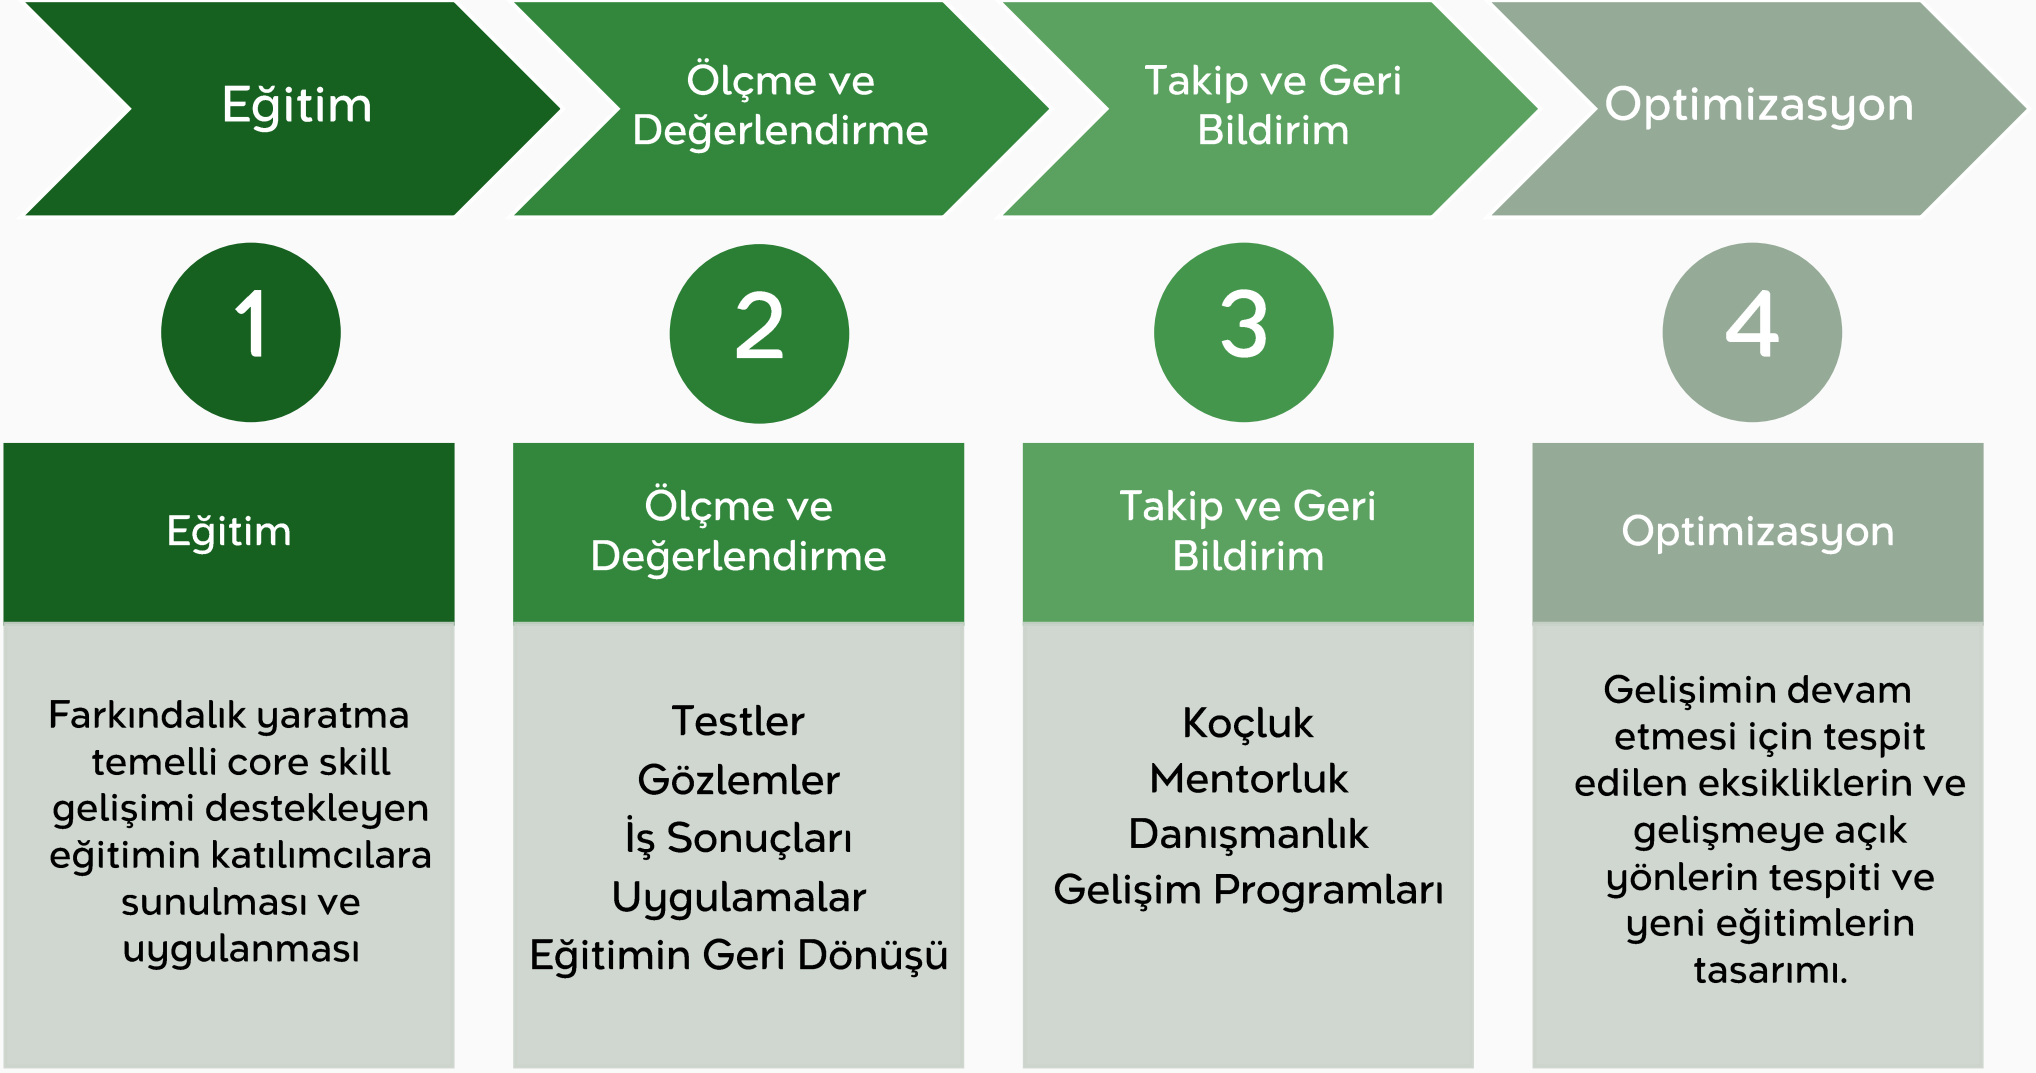 Eğitim
Ölçme ve
Değerlendirme
Takip ve Geri
Bildirim
Optimizasyon
1
2
3
4
Eğitim
Ölçme ve
Değerlendirme
Takip ve Geri
Bildirim
Optimizasyon
Farkındalık yaratma
temelli core skill
gelişimi destekleyen
eğitimin katılımcılara
sunulması ve
uygulanması
Testler
Gözlemler
İş Sonuçları
Uygulamalar
Eğitimin Geri Dönüşü
Koçluk
Mentorluk
Danışmanlık
Gelişim Programları
Gelişimin devam
etmesi için tespit
edilen eksikliklerin ve
gelişmeye açık
yönlerin tespiti ve
yeni eğitimlerin
tasarımı.